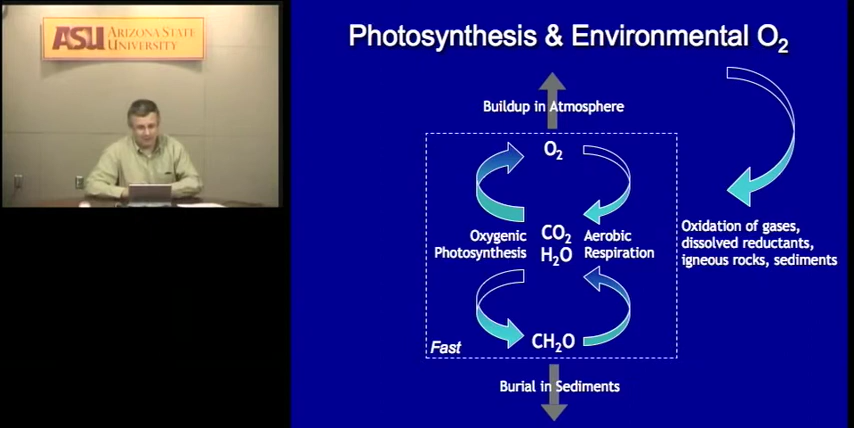 ASU ARIZONA STATE
UNIVERSITY
Photosynthesis & Environmental O₂
Buildup in Atmosphere
O₂
Oxygenic
Photosynthesis
CO₂
H₂O
Aerobic
Respiration
Oxidation of gases,
dissolved reductants,
igneous rocks, sediments
CH₂O
Fast
Burial in Sediments